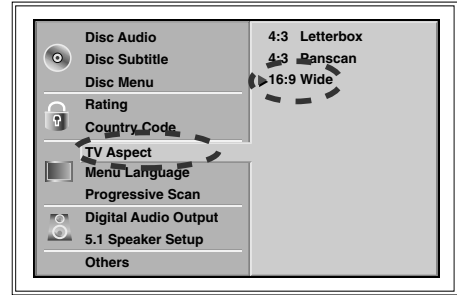 Disc Audio
Disc Subtitle
Disc Menu
Rating
Country Code
TV Aspect
Menu Language
Progressive Scan
Digital Audio Output
5.1 Speaker Setup
Others
4:3 Letterbox
4:3 Panscan
16:9 Wide